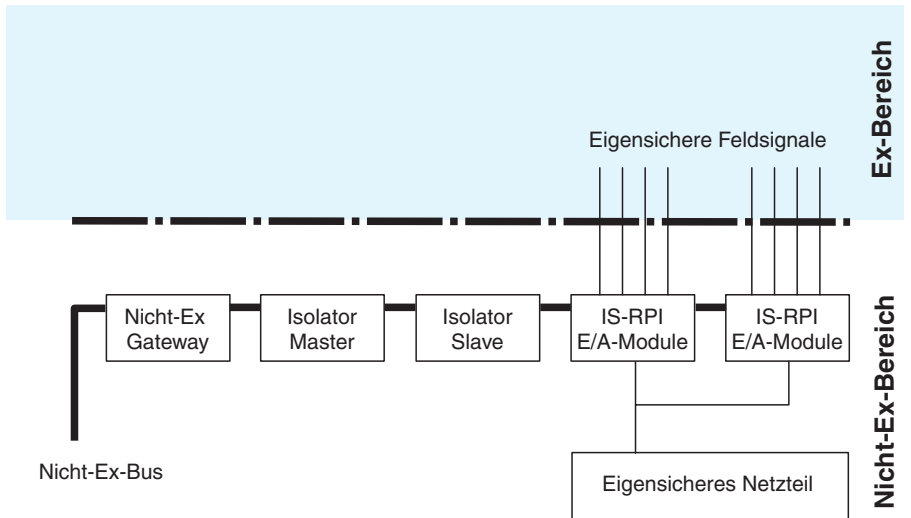 Ex-Bereich
Eigensichere Feldsignale
Nicht-Ex
Gateway
Isolator
Master
Isolator
Slave
IS-RPI
E/A-Module
IS-RPI
E/A-Module
Nicht-Ex-Bereich
Nicht-Ex-Bus
Eigensicheres Netzteil